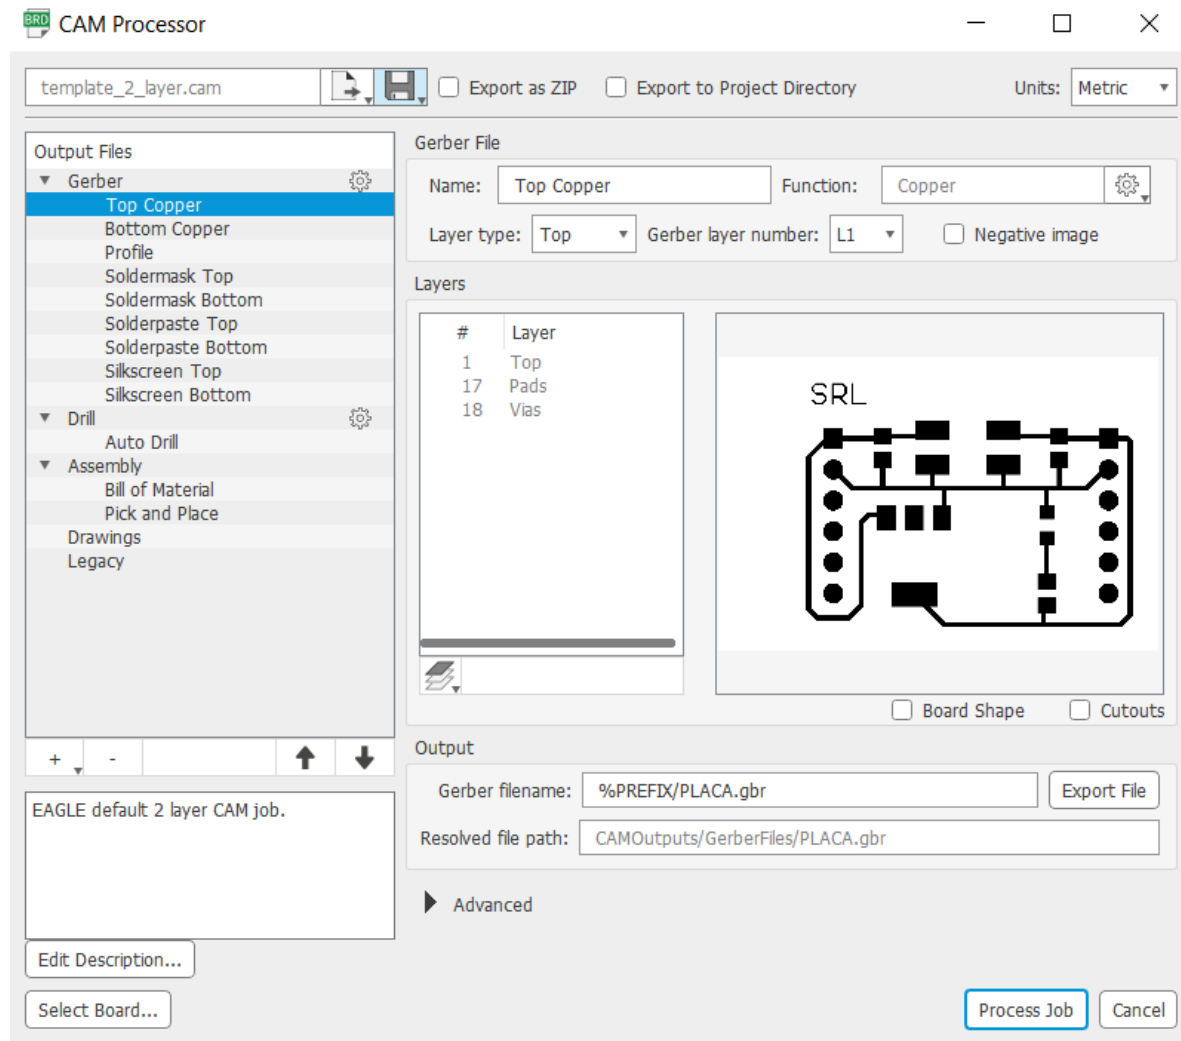 BRD CAM Processor
template_2_layer.cam Export as ZIP Export to Project Directory Units: Metric
Output Files
Gerber
Top Copper
Bottom Copper
Profile
Soldermask Top
Soldermask Bottom
Solderpaste Top
Solderpaste Bottom
Silkscreen Top
Silkscreen Bottom
Drill
Auto Drill
Assembly
Bill of Material
Pick and Place
Drawings
Legacy
+ -
EAGLE default 2 layer CAM job.
Edit Description...
Select Board...
Gerber File
Name: Top Copper Function: Copper
Layer type: Top Gerber layer number: L1 Negative image
Layers
# Layer
1 Top
17 Pads
18 Vias
SRL
Board Shape Cutouts
Output
Gerber filename: %PREFIX/PLACA.gbr Export File
Resolved file path: CAMOutputs/GerberFiles/PLACA.gbr
Advanced
Process Job Cancel